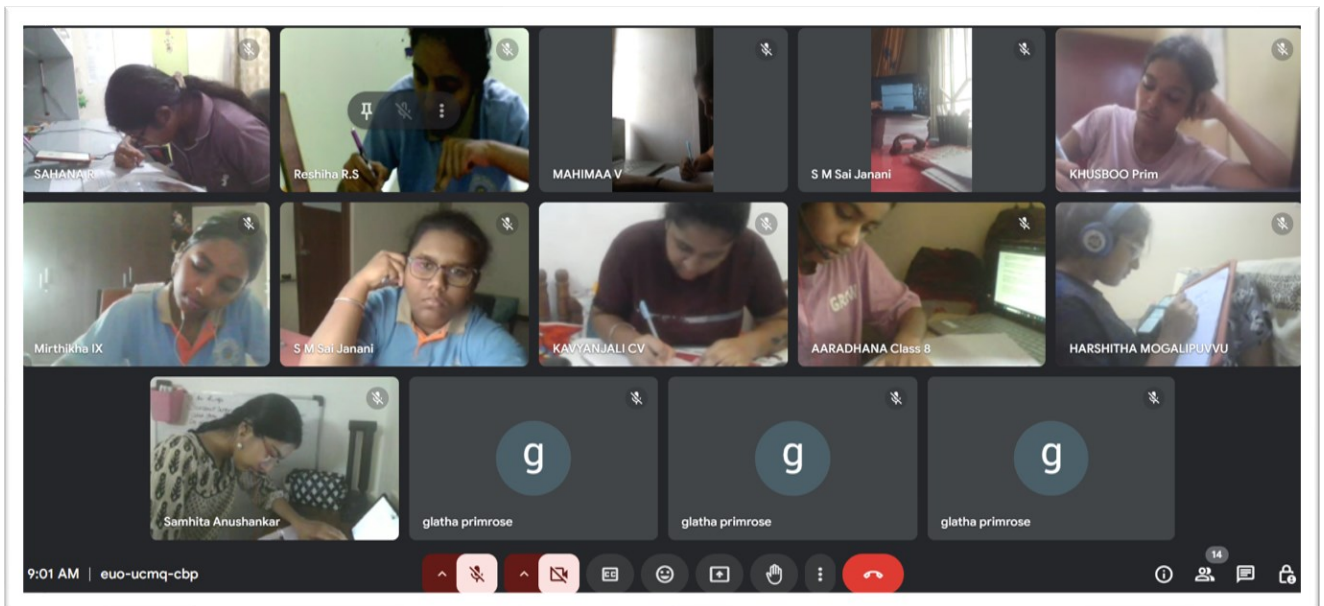 SAHANA R
Reshiha R.S
MAHIMAA V
S M Sai Janani
KHUSBOO Prim
Mirthikha IX
S M Sai Janani
KAVYANJALI CV
AARADHANA Class 8
HARSHITHA MOGALIPUVVU
Samhita Anushankar
g
glatha primrose
g
glatha primrose
g
glatha primrose
9:01 AM | euo-ucmq-cbp
CC
14